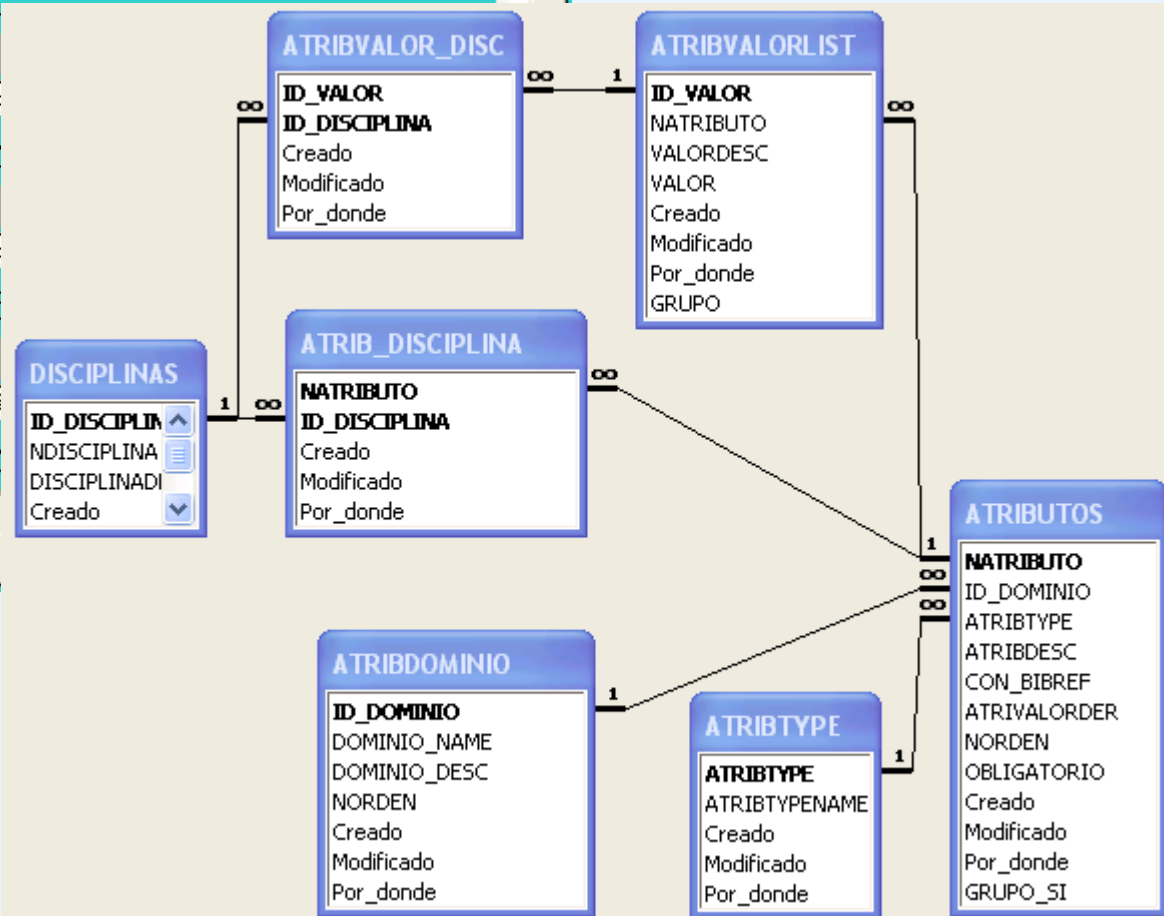 ATRIBVALOR_DISC
ID_VALOR
ID_DISCIPLINA
Creado
Modificado
Por_donde
∞
1
∞
ATRIBVALORLIST
ID_VALOR
NATRIBUTO
VALORDESC
VALOR
Creado
Modificado
Por_donde
GRUPO
∞
DISCIPLINAS
ID_DISCIPLIN
NDISCIPLINA
DISCIPLINADI
Creado
1
∞
ATRIB_DISCIPLINA
NATRIBUTO
ID_DISCIPLINA
Creado
Modificado
Por_donde
∞
ATRIBUTOS
1
∞
∞
NATRIBUTO
ID_DOMINIO
ATRIBTYPE
ATRIBDESC
CON_BIBREF
ATRIVALORDER
NORDEN
OBLIGATORIO
Creado
Modificado
Por_donde
GRUPO_SI
ATRIBDOMINIO
ID_DOMINIO
DOMINIO_NAME
DOMINIO_DESC
NORDEN
Creado
Modificado
Por_donde
1
ATRIBTYPE
ATRIBTYPE
ATRIBTYPENAME
Creado
Modificado
Por_donde
1